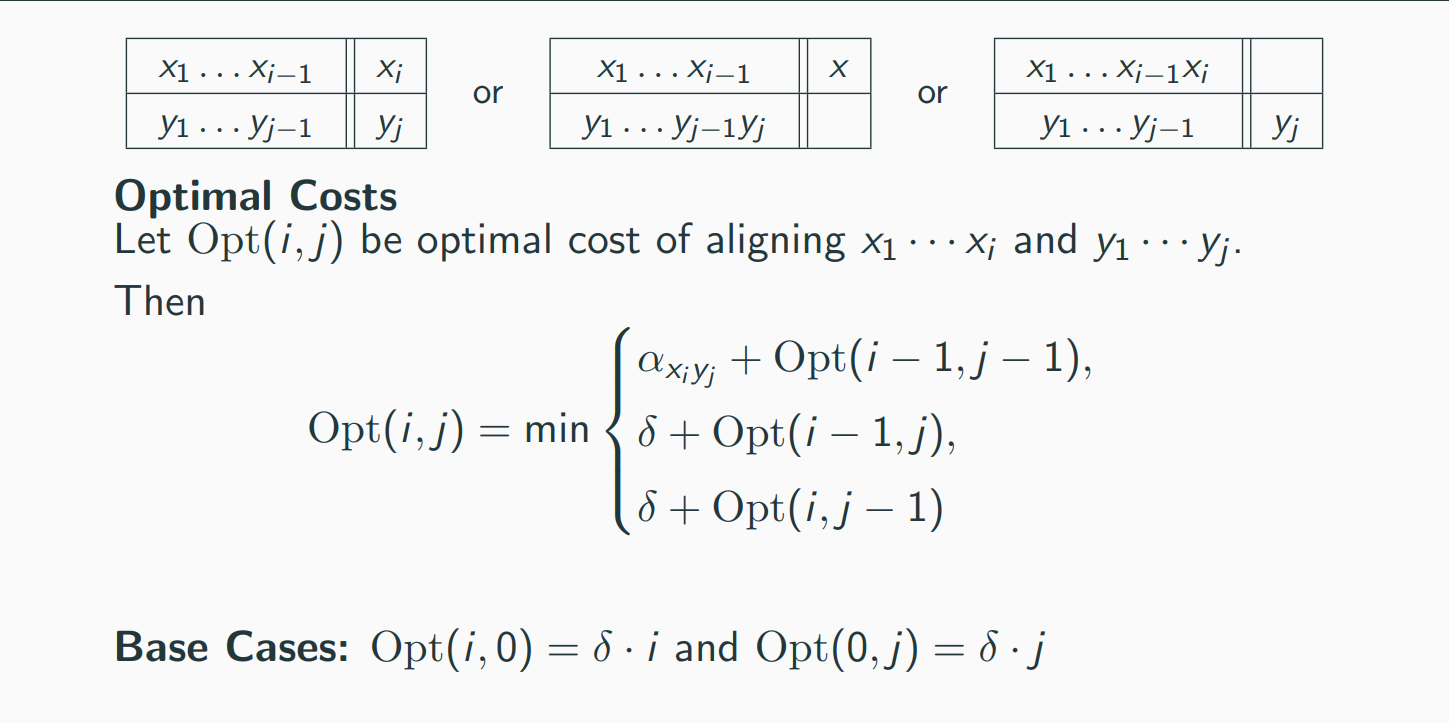 x₁ … xᵢ₋₁ xᵢ or x₁ … xᵢ₋₁ x or x₁ … xᵢ₋₁xᵢ
y₁ … yⱼ₋₁ yⱼ y₁ … yⱼ₋₁yⱼ y₁ … yⱼ₋₁ yⱼ
Optimal Costs
Let Opt(i, j) be optimal cost of aligning x₁ ⋯ xᵢ and y₁ ⋯ yⱼ.
Then
α_{xᵢyⱼ} + Opt(i − 1, j − 1),
Opt(i, j) = min { δ + Opt(i − 1, j),
δ + Opt(i, j − 1)
Base Cases: Opt(i, 0) = δ · i and Opt(0, j) = δ · j